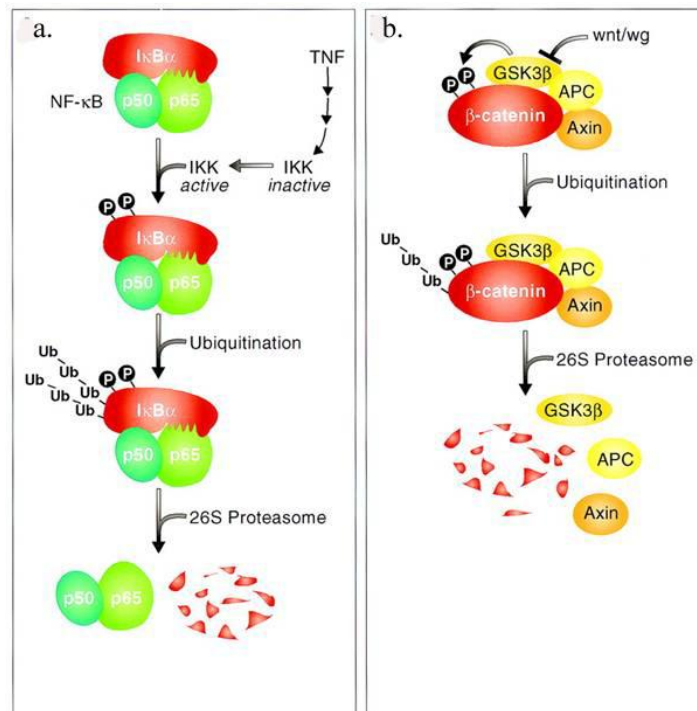 a.
IκBα
TNF
NF-κB
p50
p65
IKK
active
IKK
inactive
P P
IκBα
p50
p65
Ubiquitination
Ub
Ub
Ub
Ub
Ub
Ub
P P
IκBα
p50
p65
26S Proteasome
p50
p65
b.
wnt/wg
GSK3β
P P
APC
β-catenin
Axin
Ubiquitination
Ub
Ub
Ub
GSK3β
P P
APC
β-catenin
Axin
26S Proteasome
GSK3β
APC
Axin